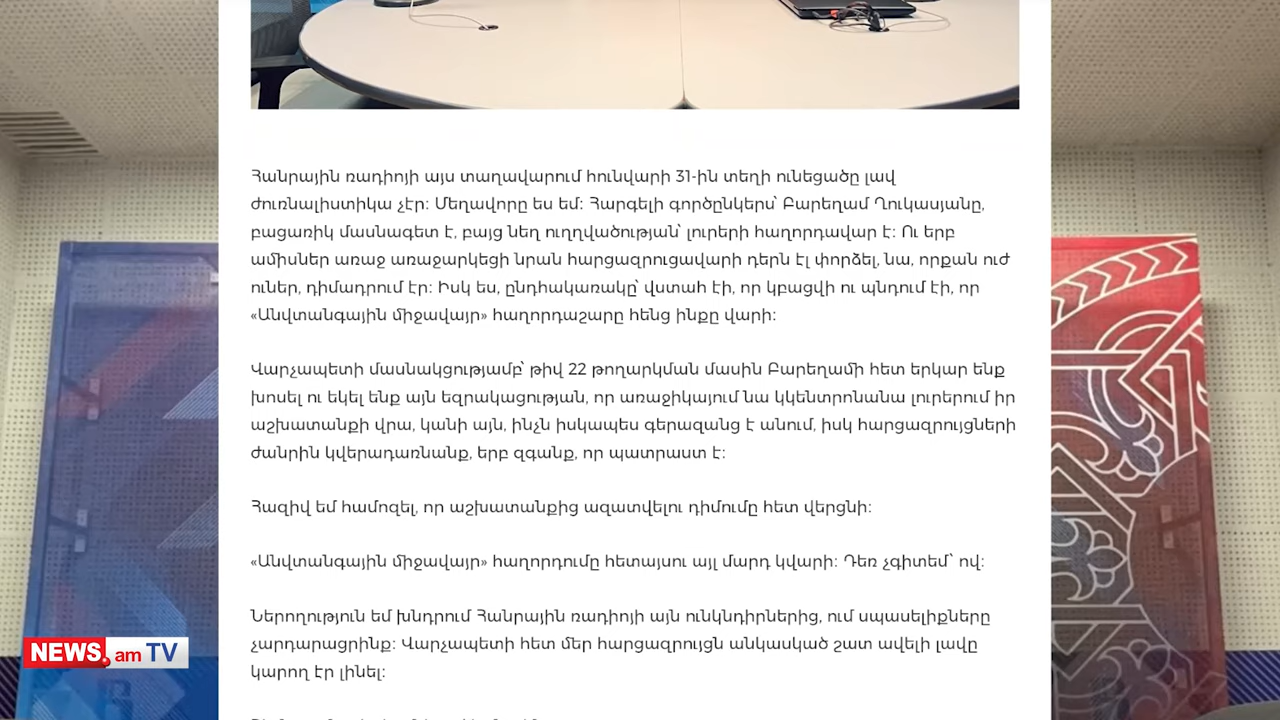 Հանրային ռադիոյի այս տաղավարում հունվարի 31-ին տեղի ունեցածը լավ
ժուռնալիստիկա չէր։ Մեղավորը ես եմ։ Հարգելի գործընկերս՝ Բարեղամ Ղուկասյանը,
բացառիկ մասնագետ է, բայց նեղ ուղղվածության՝ լուրերի հաղորդավար է։ Ու երբ
ամիսներ առաջ առաջարկեցի նրան հարցազրուցավարի դերն էլ փորձել, նա, որքան ուժ
ուներ, դիմադրում էր։ Իսկ ես, ընդհակառակը՝ վստահ էի, որ կբացվի ու պնդում էի, որ
«Անվտանգային միջավայր» հաղորդաշարը հենց ինքը վարի։
Վարչապետի մասնակցությամբ՝ թիվ 22 թողարկման մասին Բարեղամի հետ երկար ենք
խոսել ու եկել ենք այն եզրակացության, որ առաջիկայում նա կկենտրոնանա լուրերում իր
աշխատանքի վրա, կանի այն, ինչն իսկապես գերազանց է անում, իսկ հարցազրույցների
ժանրին կվերադառնանք, երբ զգանք, որ պատրաստ է։
Հազիվ եմ համոզել, որ աշխատանքից ազատվելու դիմումը հետ վերցնի։
«Անվտանգային միջավայր» հաղորդումը հետայսու այլ մարդ կվարի։ Դեռ չգիտեմ՝ ով։
Ներողություն եմ խնդրում Հանրային ռադիոյի այն ունկնդիրներից, ում սպասելիքները
չարդարացրինք։ Վարչապետի հետ մեր հարցազրույցն անկասկած շատ ավելի լավը
կարող էր լինել։
NEWS.am TV